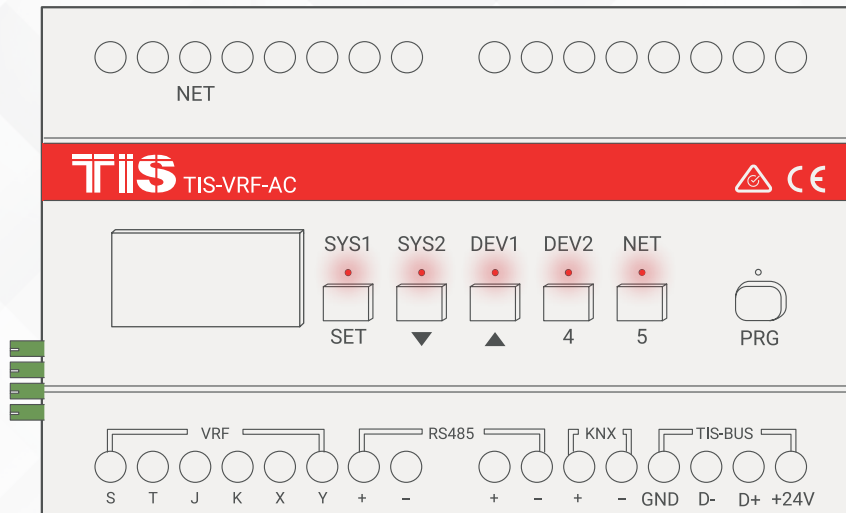 NET
TIS TIS-VRF-AC CE
SYS1 SYS2 DEV1 DEV2 NET
SET ▼ ▲ 4 5 PRG
VRF RS485 KNX TIS-BUS
S T J K X Y + - + - + - GND D- D+ +24V